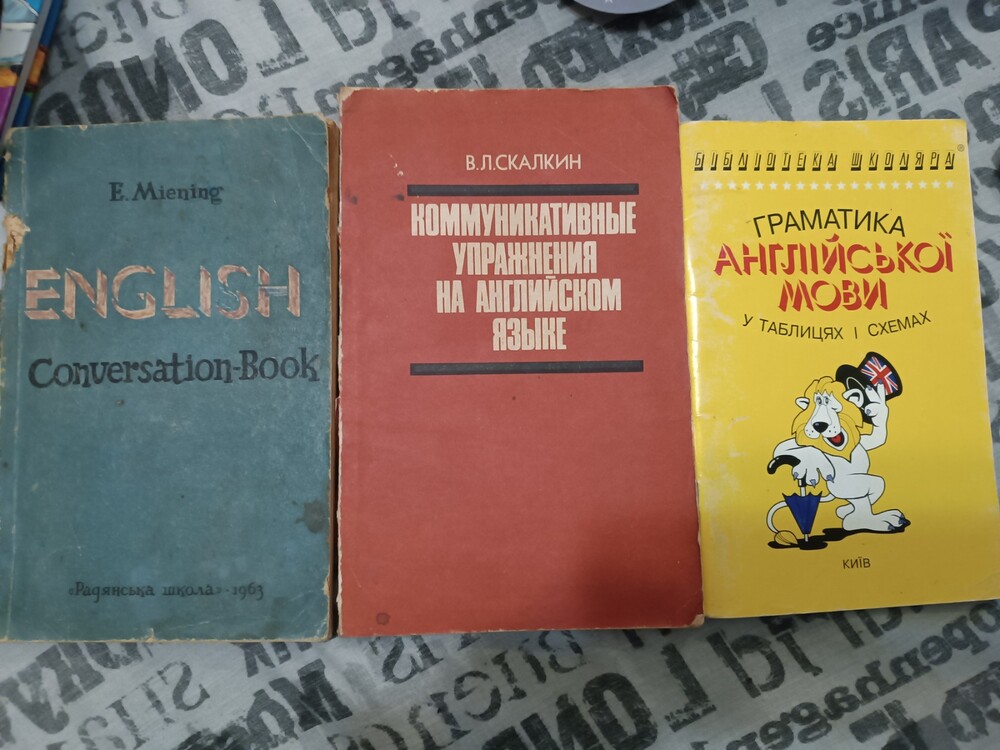 E. Miening
ENGLISH
Conversation-Book
«Радянська школа» - 1963
В.Л.СКАЛКИН
КОММУНИКАТИВНЫЕ
УПРАЖНЕНИЯ
НА АНГЛИЙСКОМ
ЯЗЫКЕ
БІБЛІОТЕКА ШКОЛЯРА®
ГРАМАТИКА
АНГЛІЙСЬКОЇ
МОВИ
У ТАБЛИЦЯХ І СХЕМАХ
КИЇВ